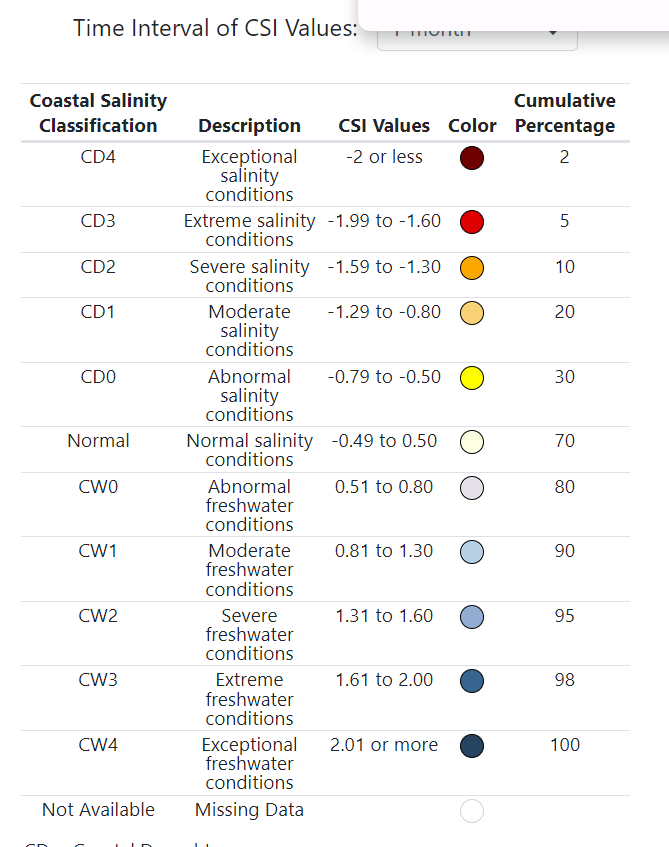 Time Interval of CSI Values:
Coastal Salinity Classification Description CSI Values Color Cumulative Percentage
CD4 Exceptional salinity conditions -2 or less 2
CD3 Extreme salinity conditions -1.99 to -1.60 5
CD2 Severe salinity conditions -1.59 to -1.30 10
CD1 Moderate salinity conditions -1.29 to -0.80 20
CD0 Abnormal salinity conditions -0.79 to -0.50 30
Normal Normal salinity conditions -0.49 to 0.50 70
CW0 Abnormal freshwater conditions 0.51 to 0.80 80
CW1 Moderate freshwater conditions 0.81 to 1.30 90
CW2 Severe freshwater conditions 1.31 to 1.60 95
CW3 Extreme freshwater conditions 1.61 to 2.00 98
CW4 Exceptional freshwater conditions 2.01 or more 100
Not Available Missing Data